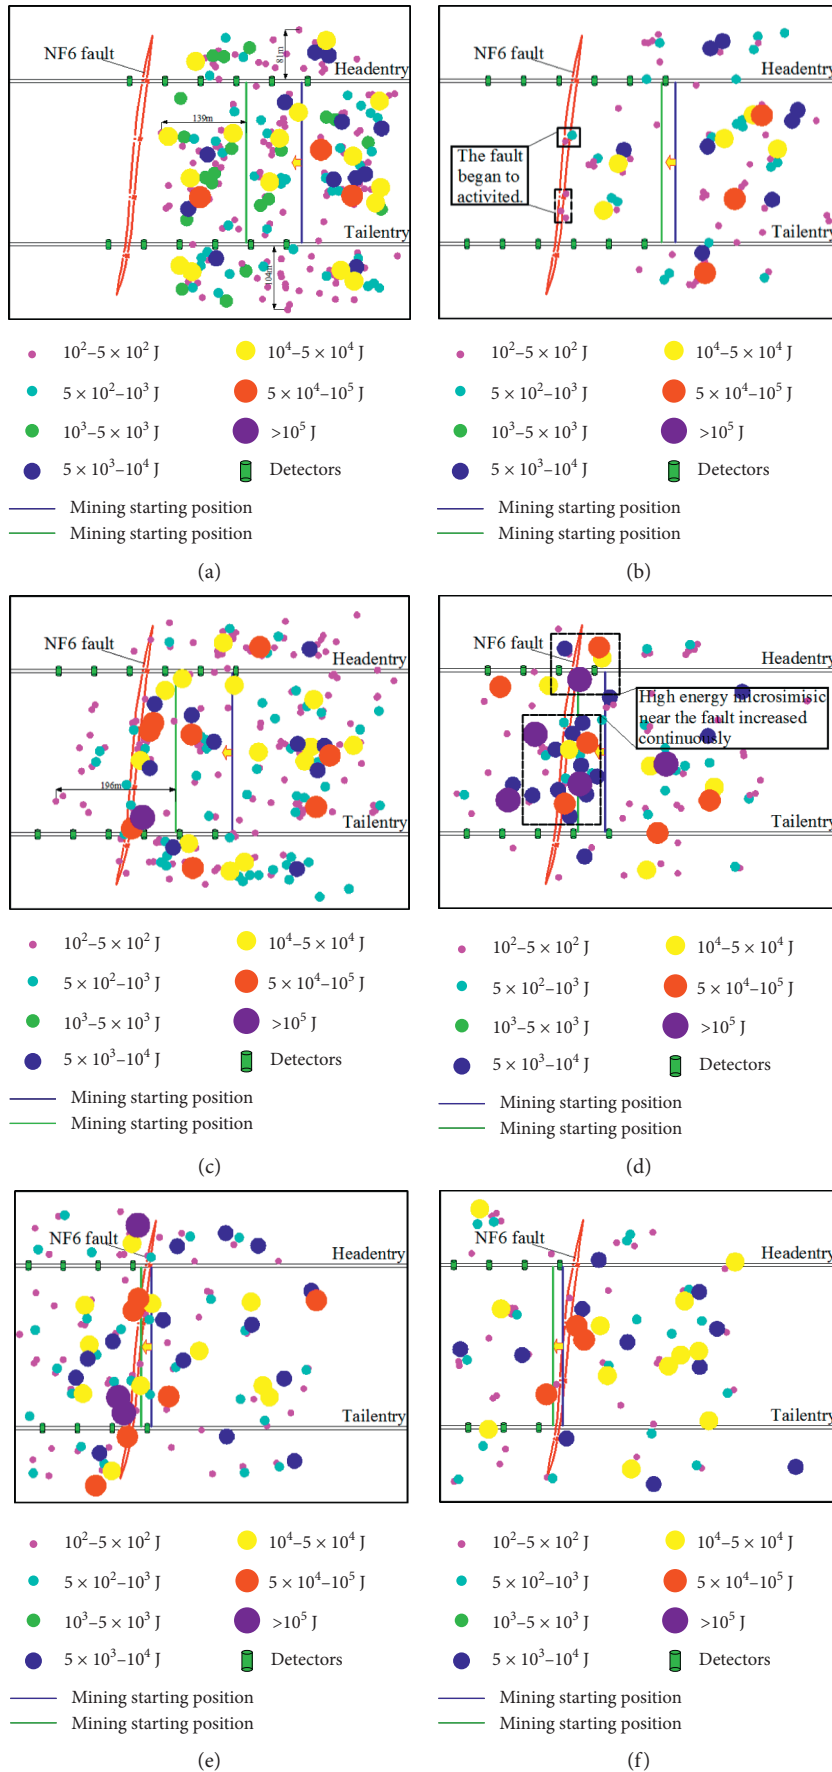 NF6 fault
81m
Headentry
139m
Tailentry
104m
10² – 5 × 10² J
5 × 10² – 10³ J
10³ – 5 × 10³ J
5 × 10³ – 10⁴ J
10⁴ – 5 × 10⁴ J
5 × 10⁴ – 10⁵ J
>10⁵ J
Detectors
Mining starting position
Mining starting position
(a)
NF6 fault
Headentry
The fault
began to
activited.
Tailentry
10² – 5 × 10² J
5 × 10² – 10³ J
10³ – 5 × 10³ J
5 × 10³ – 10⁴ J
10⁴ – 5 × 10⁴ J
5 × 10⁴ – 10⁵ J
>10⁵ J
Detectors
Mining starting position
Mining starting position
(b)
NF6 fault
Headentry
196m
Tailentry
10² – 5 × 10² J
5 × 10² – 10³ J
10³ – 5 × 10³ J
5 × 10³ – 10⁴ J
10⁴ – 5 × 10⁴ J
5 × 10⁴ – 10⁵ J
>10⁵ J
Detectors
Mining starting position
Mining starting position
(c)
NF6 fault
Headentry
High energy microsimisic
near the fault increased
continuously
Tailentry
10² – 5 × 10² J
5 × 10² – 10³ J
10³ – 5 × 10³ J
5 × 10³ – 10⁴ J
10⁴ – 5 × 10⁴ J
5 × 10⁴ – 10⁵ J
>10⁵ J
Detectors
Mining starting position
Mining starting position
(d)
NF6 fault
Headentry
Tailentry
10² – 5 × 10² J
5 × 10² – 10³ J
10³ – 5 × 10³ J
5 × 10³ – 10⁴ J
10⁴ – 5 × 10⁴ J
5 × 10⁴ – 10⁵ J
>10⁵ J
Detectors
Mining starting position
Mining starting position
(e)
NF6 fault
Headentry
Tailentry
10² – 5 × 10² J
5 × 10² – 10³ J
10³ – 5 × 10³ J
5 × 10³ – 10⁴ J
10⁴ – 5 × 10⁴ J
5 × 10⁴ – 10⁵ J
>10⁵ J
Detectors
Mining starting position
Mining starting position
(f)